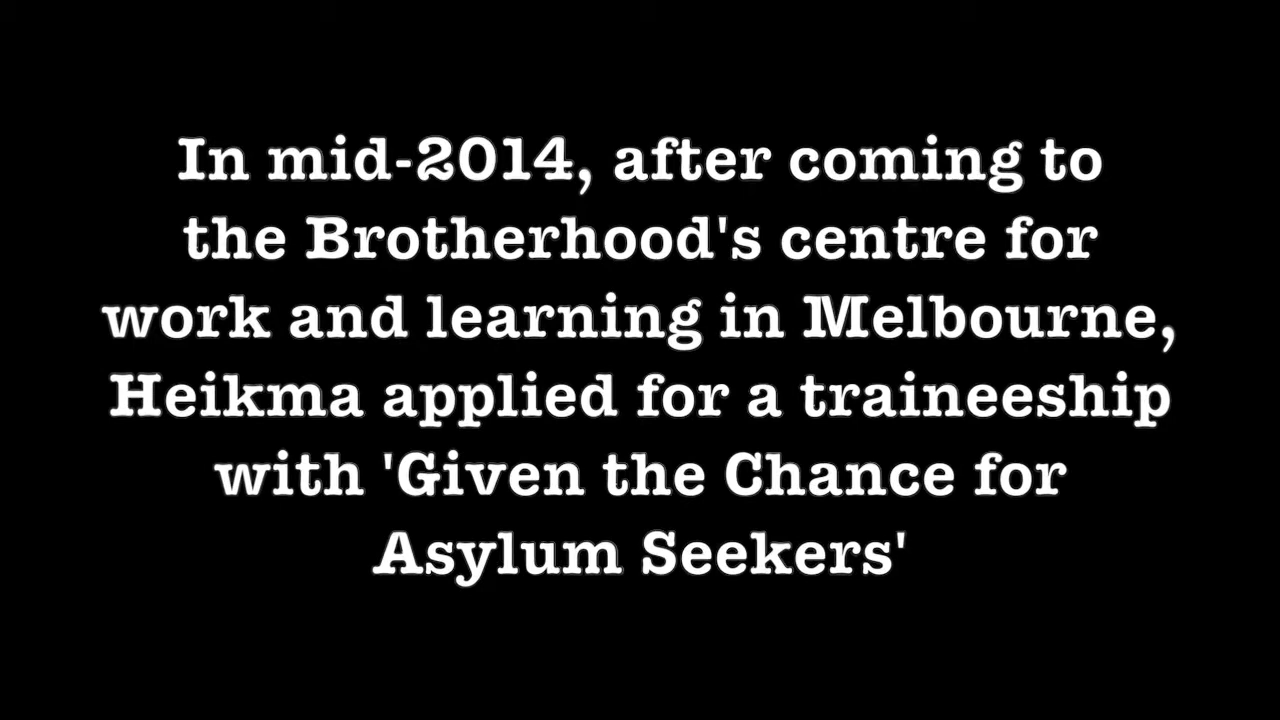 In mid-2014, after coming to
the Brotherhood's centre for
work and learning in Melbourne,
Heikma applied for a traineeship
with 'Given the Chance for
Asylum Seekers'